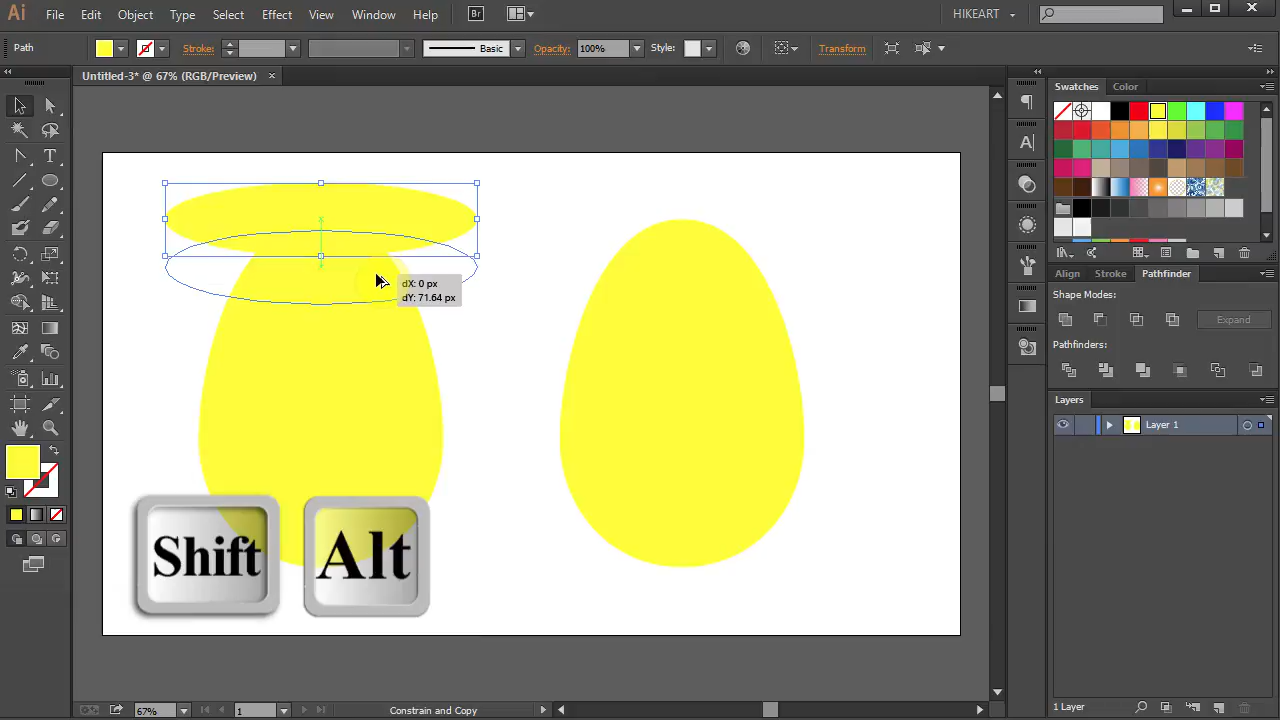 Ai File Edit Object Type Select Effect View Window Help Br HIKEART
Path Stroke: Basic Opacity: 100% Style: Transform
Untitled-3* @ 67% (RGB/Preview) ×
Swatches Color
dX: 0 px
dY: 71.64 px
Align Stroke Pathfinder
Shape Modes:
Expand
Pathfinders:
Layers
Layer 1
Shift Alt
67% 1 Constrain and Copy
1 Layer